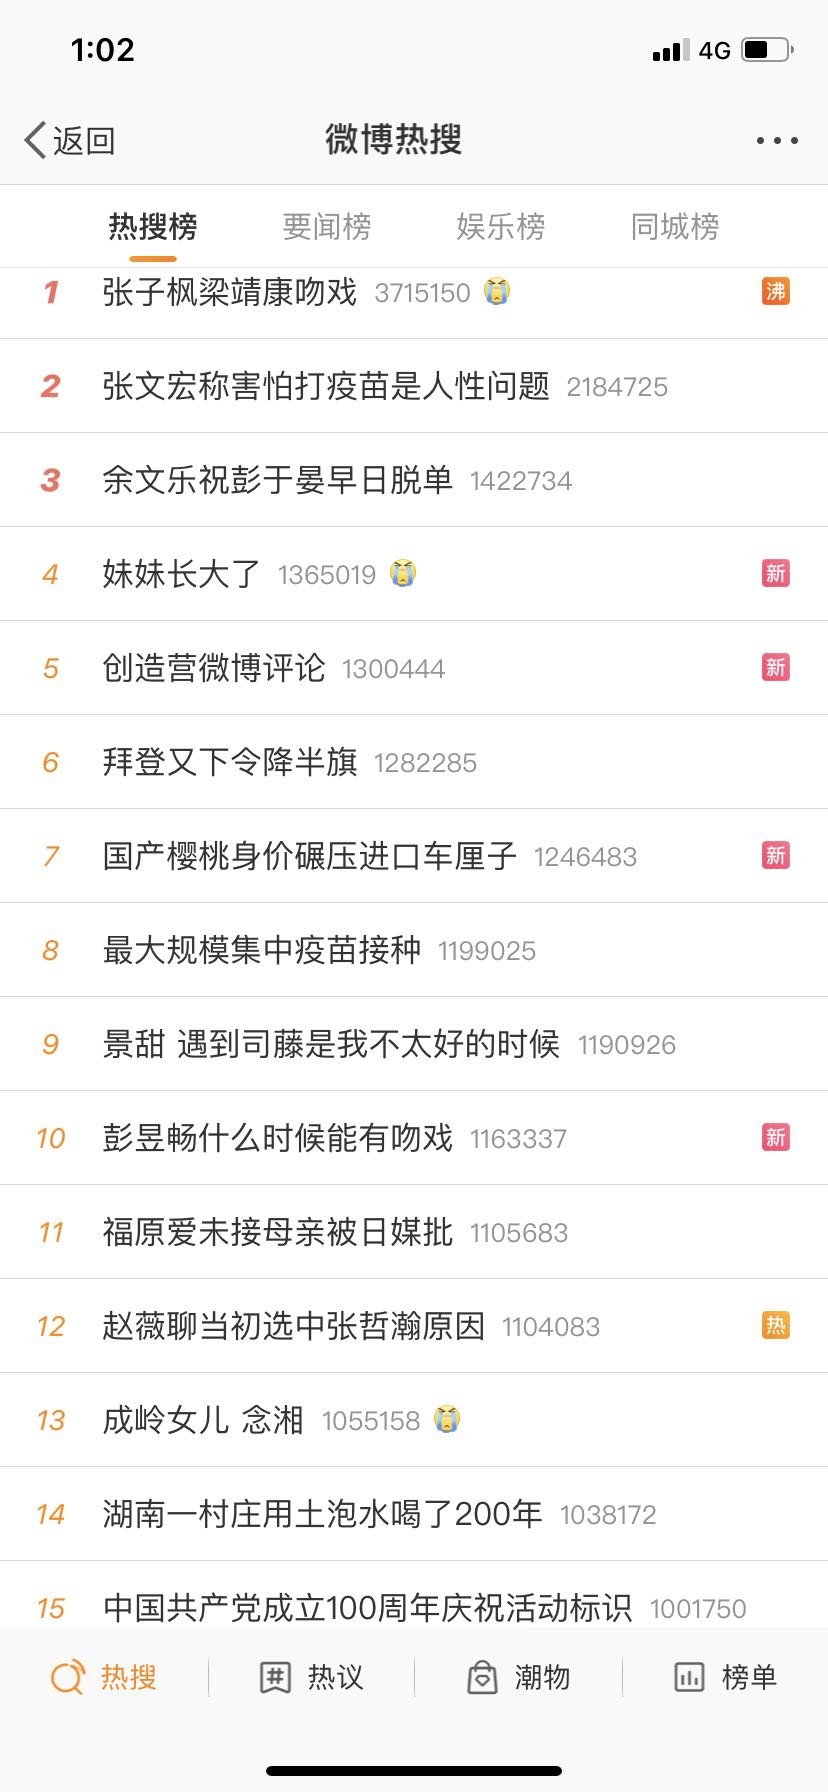 1:02 4G
返回 微博热搜
热搜榜 要闻榜 娱乐榜 同城榜
1 张子枫梁靖康吻戏 3715150 😭 沸
2 张文宏称害怕打疫苗是人性问题 2184725
3 余文乐祝彭于晏早日脱单 1422734
4 妹妹长大了 1365019 😭 新
5 创造营微博评论 1300444 新
6 拜登又下令降半旗 1282285
7 国产樱桃身价碾压进口车厘子 1246483 新
8 最大规模集中疫苗接种 1199025
9 景甜 遇到司藤是我不太好的时候 1190926
10 彭昱畅什么时候能有吻戏 1163337 新
11 福原爱未接母亲被日媒批 1105683
12 赵薇聊当初选中张哲瀚原因 1104083 热
13 成岭女儿 念湘 1055158 😭
14 湖南一村庄用土泡水喝了200年 1038172
15 中国共产党成立100周年庆祝活动标识 1001750
热搜 热议 潮物 榜单